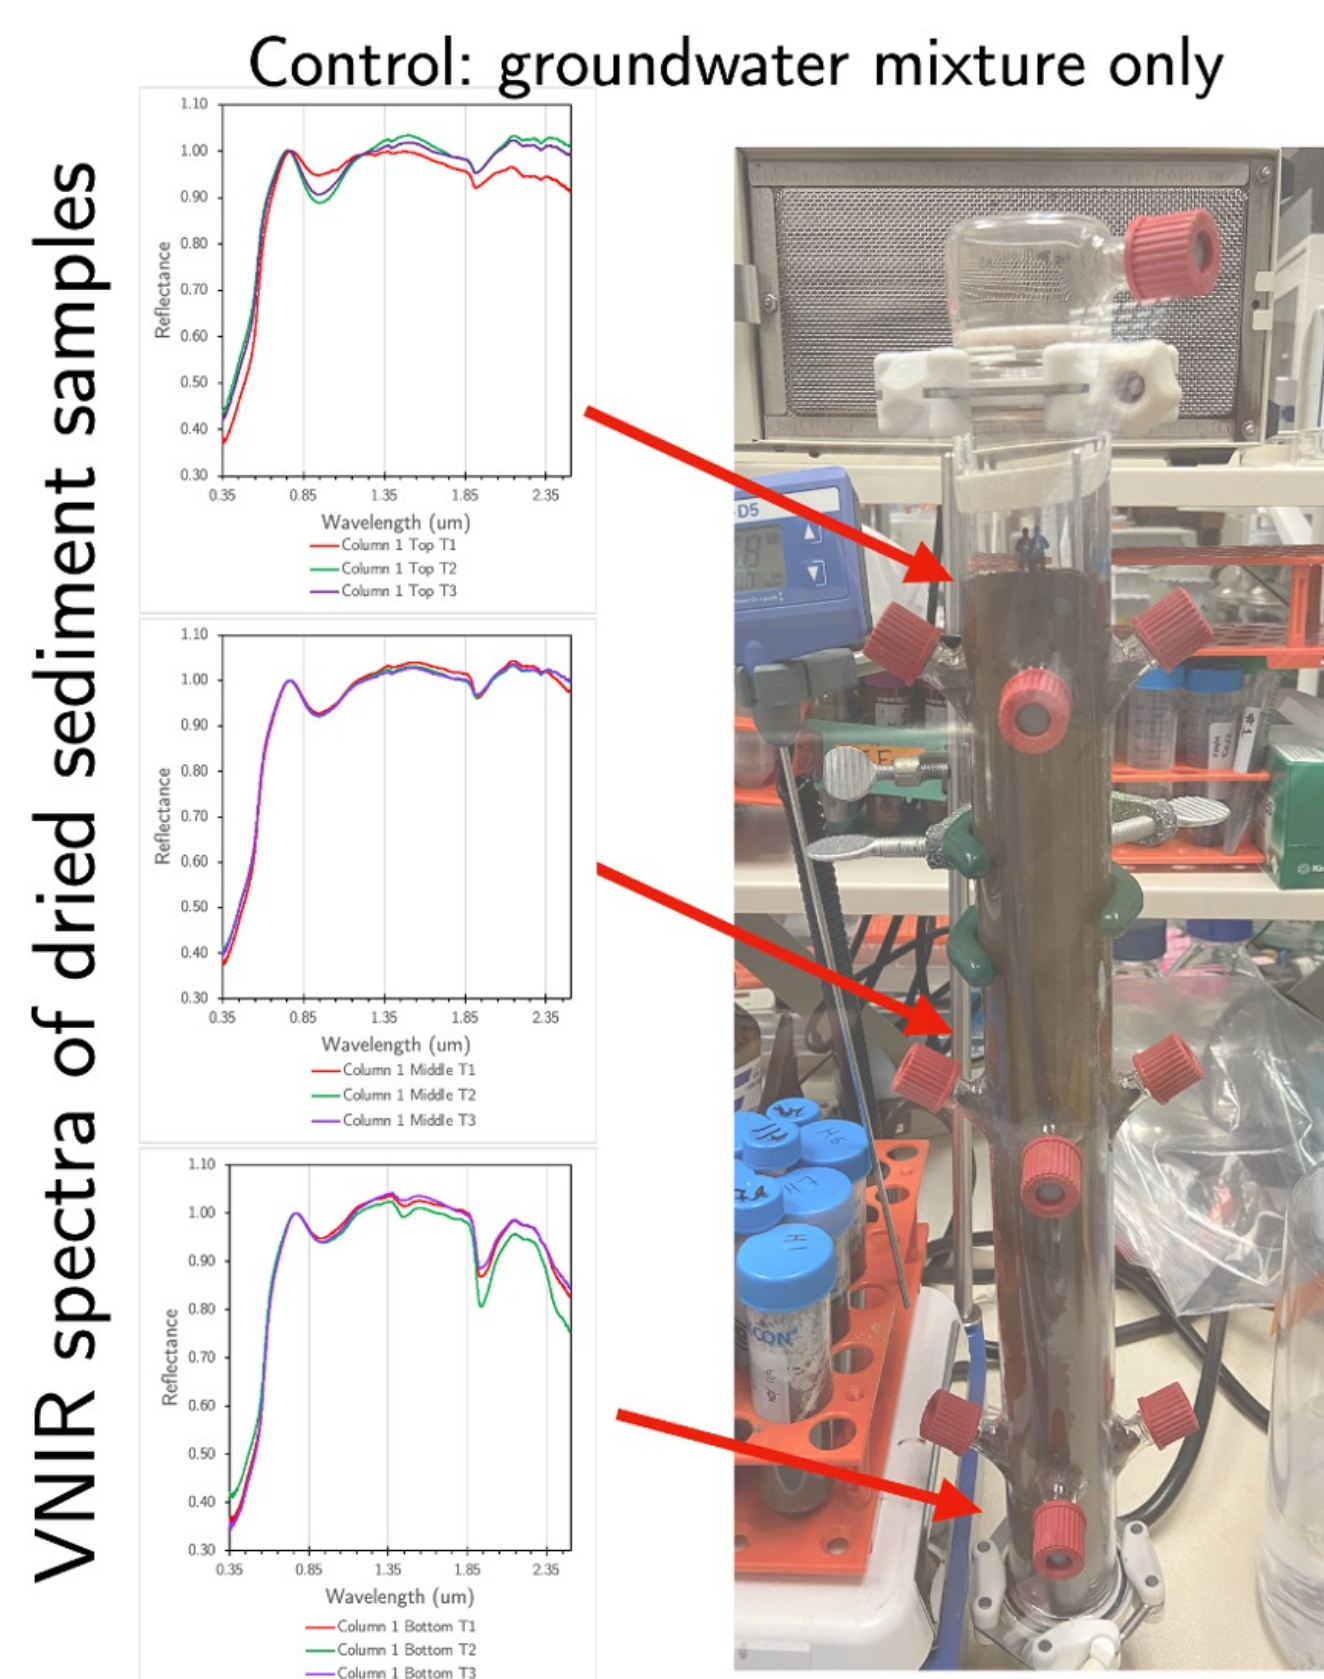 Control: groundwater mixture only
VNIR spectra of dried sediment samples
1.10
1.00
0.90
0.80
0.70
0.60
0.50
0.40
0.30
Reflectance
0.35 0.85 1.35 1.85 2.35
Wavelength (um)
Column 1 Top T1
Column 1 Top T2
Column 1 Top T3
1.10
1.00
0.90
0.80
0.70
0.60
0.50
0.40
0.30
Reflectance
0.35 0.85 1.35 1.85 2.35
Wavelength (um)
Column 1 Middle T1
Column 1 Middle T2
Column 1 Middle T3
1.10
1.00
0.90
0.80
0.70
0.60
0.50
0.40
0.30
Reflectance
0.35 0.85 1.35 1.85 2.35
Wavelength (um)
Column 1 Bottom T1
Column 1 Bottom T2
Column 1 Bottom T3
-D5
H6
H7
H1
CON